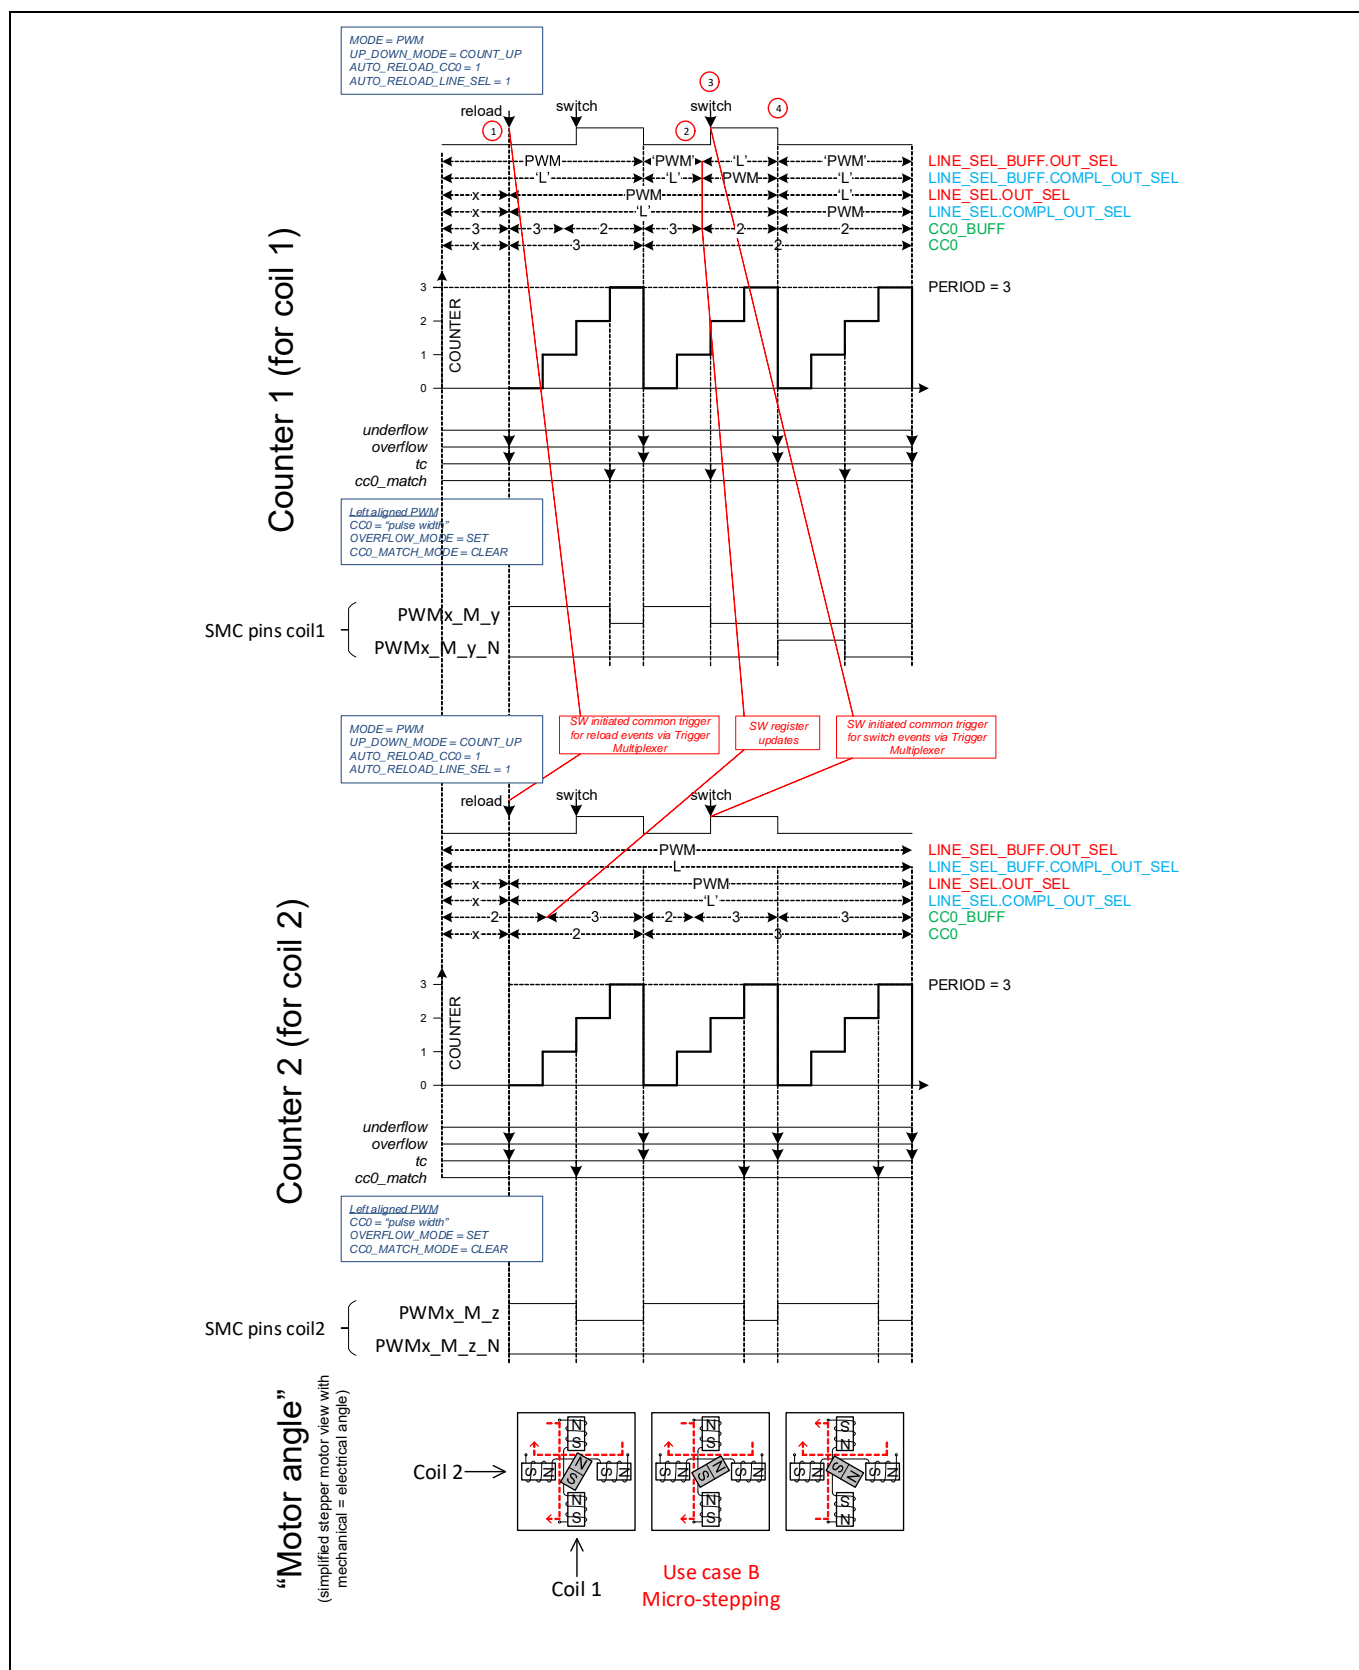 MODE = PWM
UP_DOWN_MODE = COUNT_UP
AUTO_RELOAD_CC0 = 1
AUTO_RELOAD_LINE_SEL = 1
reload
switch
switch
1
2
3
4
PWM
‘PWM’
‘L’
‘PWM’
LINE_SEL_BUFF.OUT_SEL
‘L’
‘L’
PWM
‘L’
LINE_SEL_BUFF.COMPL_OUT_SEL
x
PWM
‘L’
LINE_SEL.OUT_SEL
x
‘L’
PWM
LINE_SEL.COMPL_OUT_SEL
3
3
2
3
2
2
CC0_BUFF
x
3
2
CC0
Counter 1 (for coil 1)
COUNTER
3
2
1
0
PERIOD = 3
underflow
overflow
tc
cc0_match
Left aligned PWM
CC0 = “pulse width”
OVERFLOW_MODE = SET
CC0_MATCH_MODE = CLEAR
SMC pins coil1
PWMx_M_y
PWMx_M_y_N
MODE = PWM
UP_DOWN_MODE = COUNT_UP
AUTO_RELOAD_CC0 = 1
AUTO_RELOAD_LINE_SEL = 1
SW initiated common trigger
for reload events via Trigger
Multiplexer
SW register
updates
SW initiated common trigger
for switch events via Trigger
Multiplexer
reload
switch
switch
PWM
LINE_SEL_BUFF.OUT_SEL
L
LINE_SEL_BUFF.COMPL_OUT_SEL
x
PWM
LINE_SEL.OUT_SEL
x
‘L’
LINE_SEL.COMPL_OUT_SEL
2
3
2
3
3
CC0_BUFF
x
2
3
CC0
Counter 2 (for coil 2)
COUNTER
3
2
1
0
PERIOD = 3
underflow
overflow
tc
cc0_match
Left aligned PWM
CC0 = “pulse width”
OVERFLOW_MODE = SET
CC0_MATCH_MODE = CLEAR
SMC pins coil2
PWMx_M_z
PWMx_M_z_N
“Motor angle”
(simplified stepper motor view with
mechanical = electrical angle)
Coil 2
N
S
S N
S N
S N
N
S
N
S
S N
S N
S N
N
S
S
N
S N
S N
S N
S
N
Coil 1
Use case B
Micro-stepping